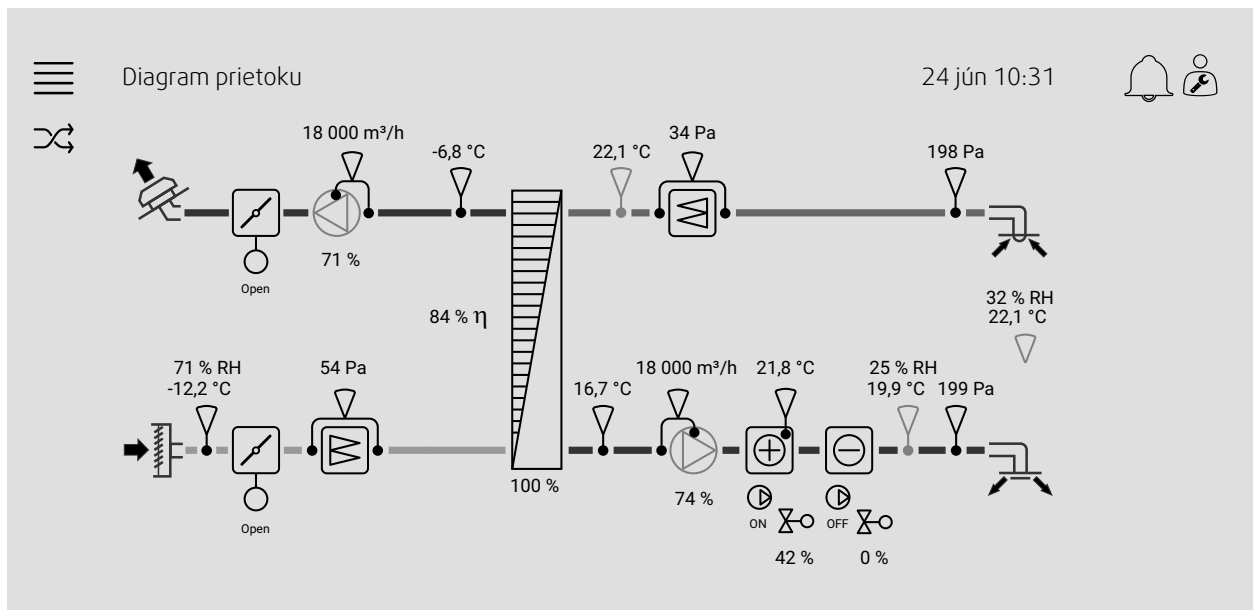 Diagram prietoku
24 jún 10:31
18 000 m³/h
-6,8 °C
22,1 °C
34 Pa
198 Pa
71 %
Open
84 % η
32 % RH
22,1 °C
71 % RH
-12,2 °C
54 Pa
16,7 °C
18 000 m³/h
21,8 °C
25 % RH
19,9 °C
199 Pa
100 %
74 %
Open
ON
OFF
42 %
0 %